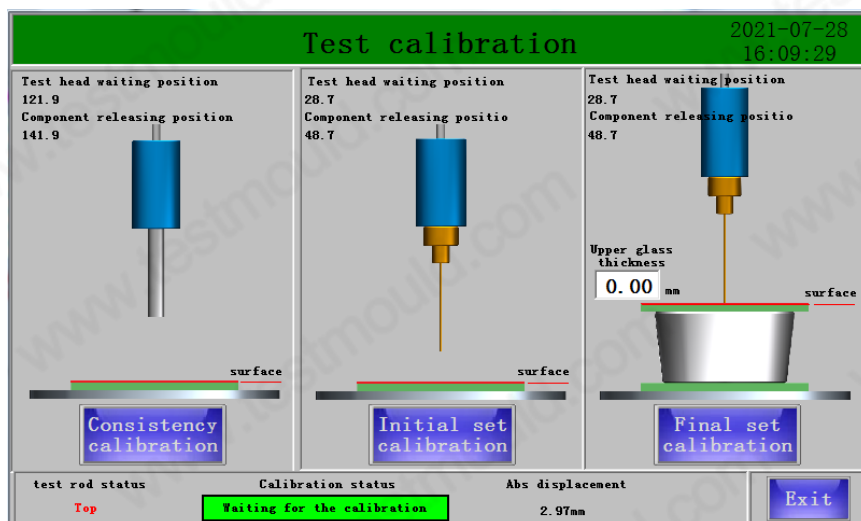 Test calibration
2021-07-28
16:09:29
Test head waiting position
121.9
Component releasing position
141.9
surface
Consistency
calibration
Test head waiting position
28.7
Component releasing positio
48.7
surface
Initial set
calibration
Test head waiting position
28.7
Component releasing positio
48.7
Upper glass
thickness
0.00 mm
surface
Final set
calibration
test rod status
Top
Calibration status
Waiting for the calibration
Abs displacement
2.97mm
Exit
www.testmould.com